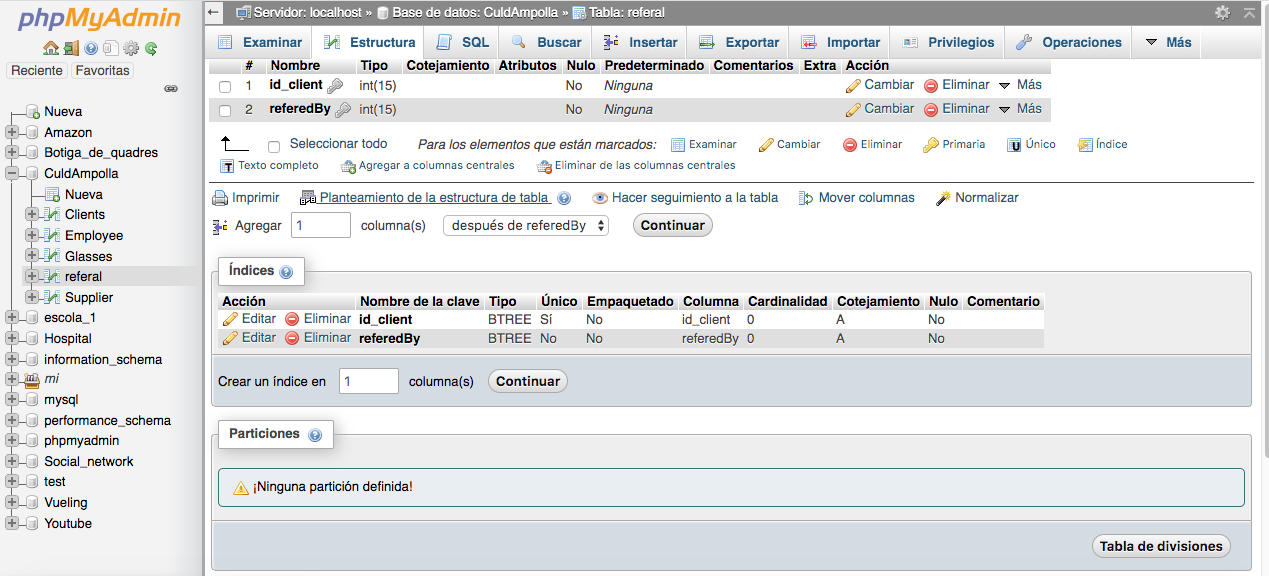 phpMyAdmin
Reciente Favoritas
Nueva
Amazon
Botiga_de_quadres
CuldAmpolla
Nueva
Clients
Employee
Glasses
referal
Supplier
escola_1
Hospital
information_schema
mi
mysql
performance_schema
phpmyadmin
Social_network
test
Vueling
Youtube
Servidor: localhost » Base de datos: CuldAmpolla » Tabla: referal
Examinar Estructura SQL Buscar Insertar Exportar Importar Privilegios Operaciones Más
# Nombre Tipo Cotejamiento Atributos Nulo Predeterminado Comentarios Extra Acción
1 id_client int(15) No Ninguna Cambiar Eliminar Más
2 referedBy int(15) No Ninguna Cambiar Eliminar Más
Seleccionar todo Para los elementos que están marcados: Examinar Cambiar Eliminar Primaria Único Índice
Texto completo Agregar a columnas centrales Eliminar de las columnas centrales
Imprimir Planteamiento de la estructura de tabla Hacer seguimiento a la tabla Mover columnas Normalizar
Agregar 1 columna(s) después de referedBy Continuar
Índices
Acción Nombre de la clave Tipo Único Empaquetado Columna Cardinalidad Cotejamiento Nulo Comentario
Editar Eliminar id_client BTREE Sí No id_client 0 A No
Editar Eliminar referedBy BTREE No No referedBy 0 A No
Crear un índice en 1 columna(s) Continuar
Particiones
¡Ninguna partición definida!
Tabla de divisiones